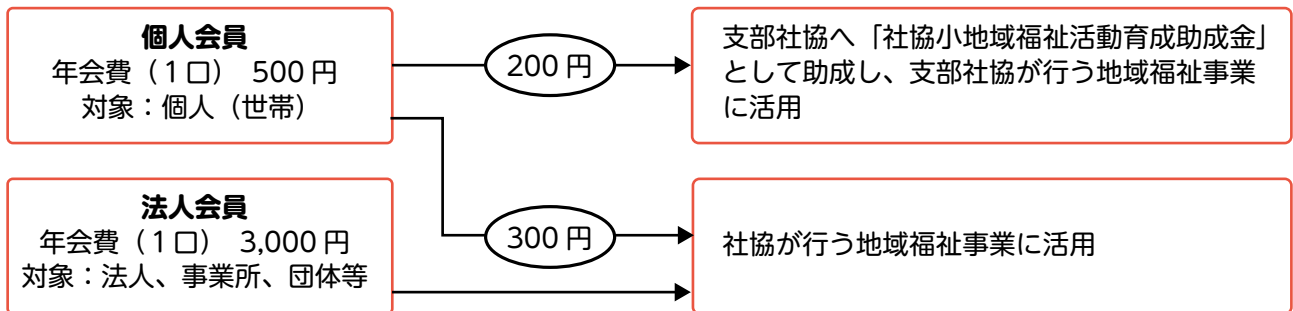 個人会員
年会費（1口） 500円
対象：個人（世帯）
200円
支部社協へ「社協小地域福祉活動育成助成金」
として助成し、支部社協が行う地域福祉事業
に活用
法人会員
年会費（1口） 3,000円
対象：法人、事業所、団体等
300円
社協が行う地域福祉事業に活用